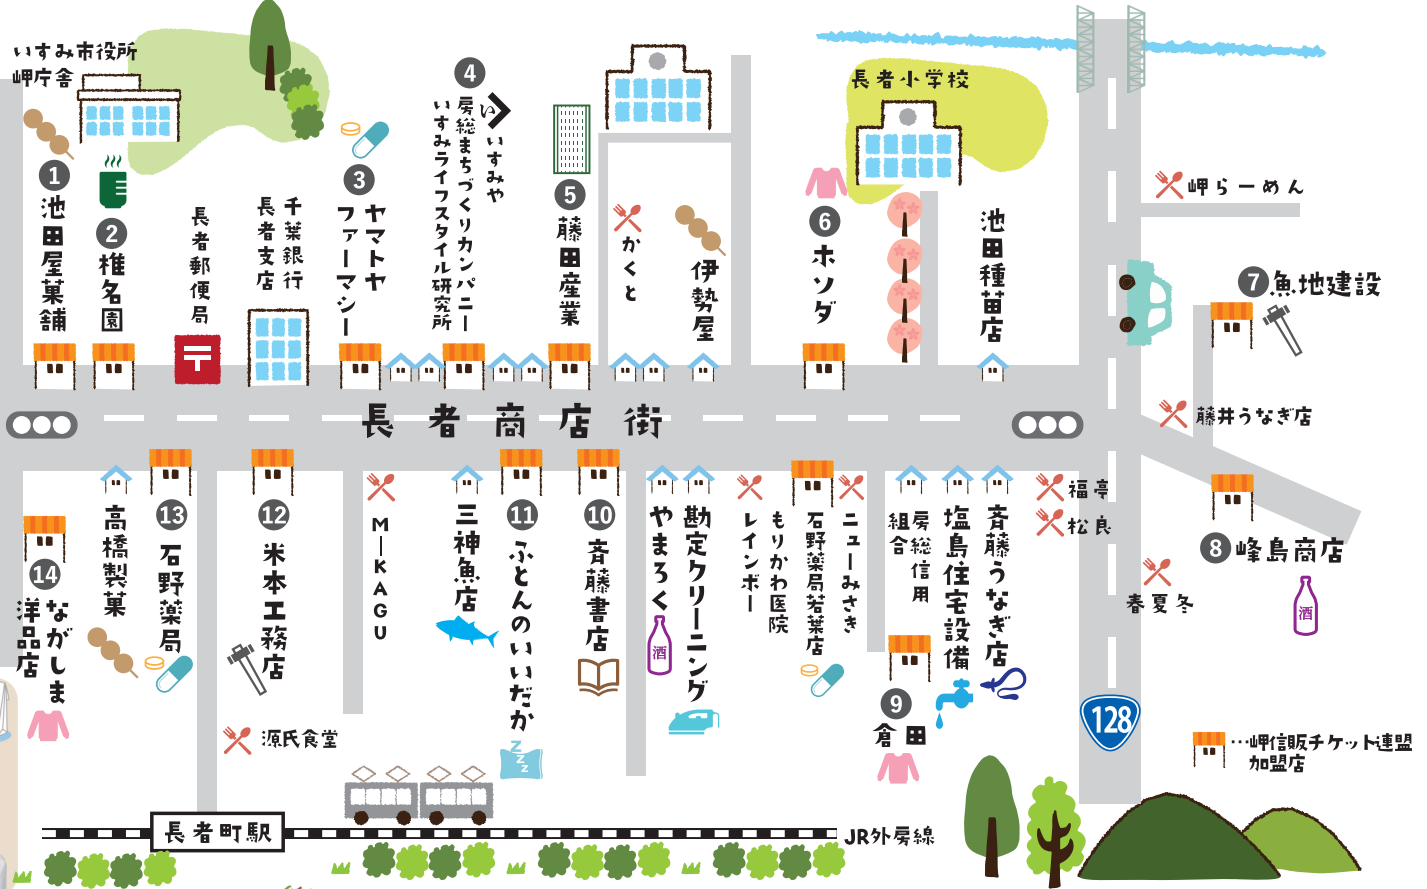 いすみ市役所
岬庁舎
1
池田屋菓舗
2
椎名園
長者郵便局
千葉銀行
長者支店
3
ヤマトヤ
ファーマシー
4
い
いすみや
房総まちづくりカンパニー
いすみライフスタイル研究所
5
藤田産業
かくと
伊勢屋
長者小学校
6
ホソダ
池田種苗店
岬らーめん
7
魚地建設
藤井うなぎ店
長者商店街
14
ながしま
洋品店
高橋製菓
13
石野薬局
12
米本工務店
源氏食堂
M-KAGU
三神魚店
11
ふとんのいいだか
Z
Z
Z
10
斉藤書店
やまろく
酒
勘定クリーニング
もりかわ医院
レインボー
石野薬局若葉店
ニューみさき
房総信用
組合
9
倉田
塩島住宅設備
斉藤うなぎ店
福亭
松良
春夏冬
8
峰島商店
酒
128
…岬信販チケット連盟
加盟店
長者町駅
JR外房線